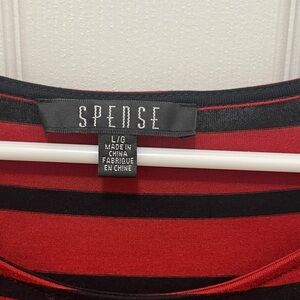 SPENSE
L/G
MADE IN
CHINA
FABRIQUE
EN CHINE